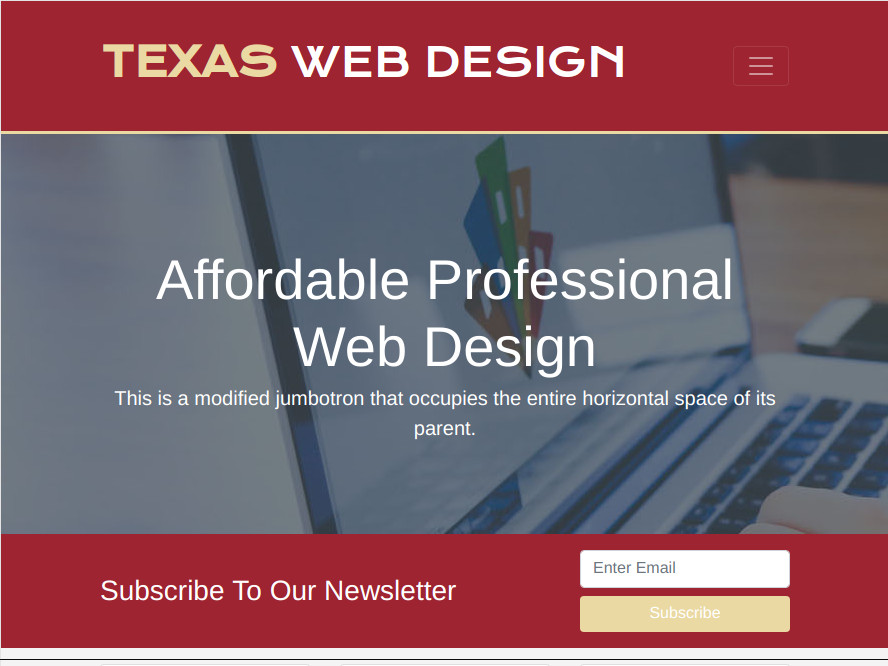 TEXAS WEB DESIGN
Affordable Professional
Web Design
This is a modified jumbotron that occupies the entire horizontal space of its
parent.
Subscribe To Our Newsletter
Enter Email
Subscribe